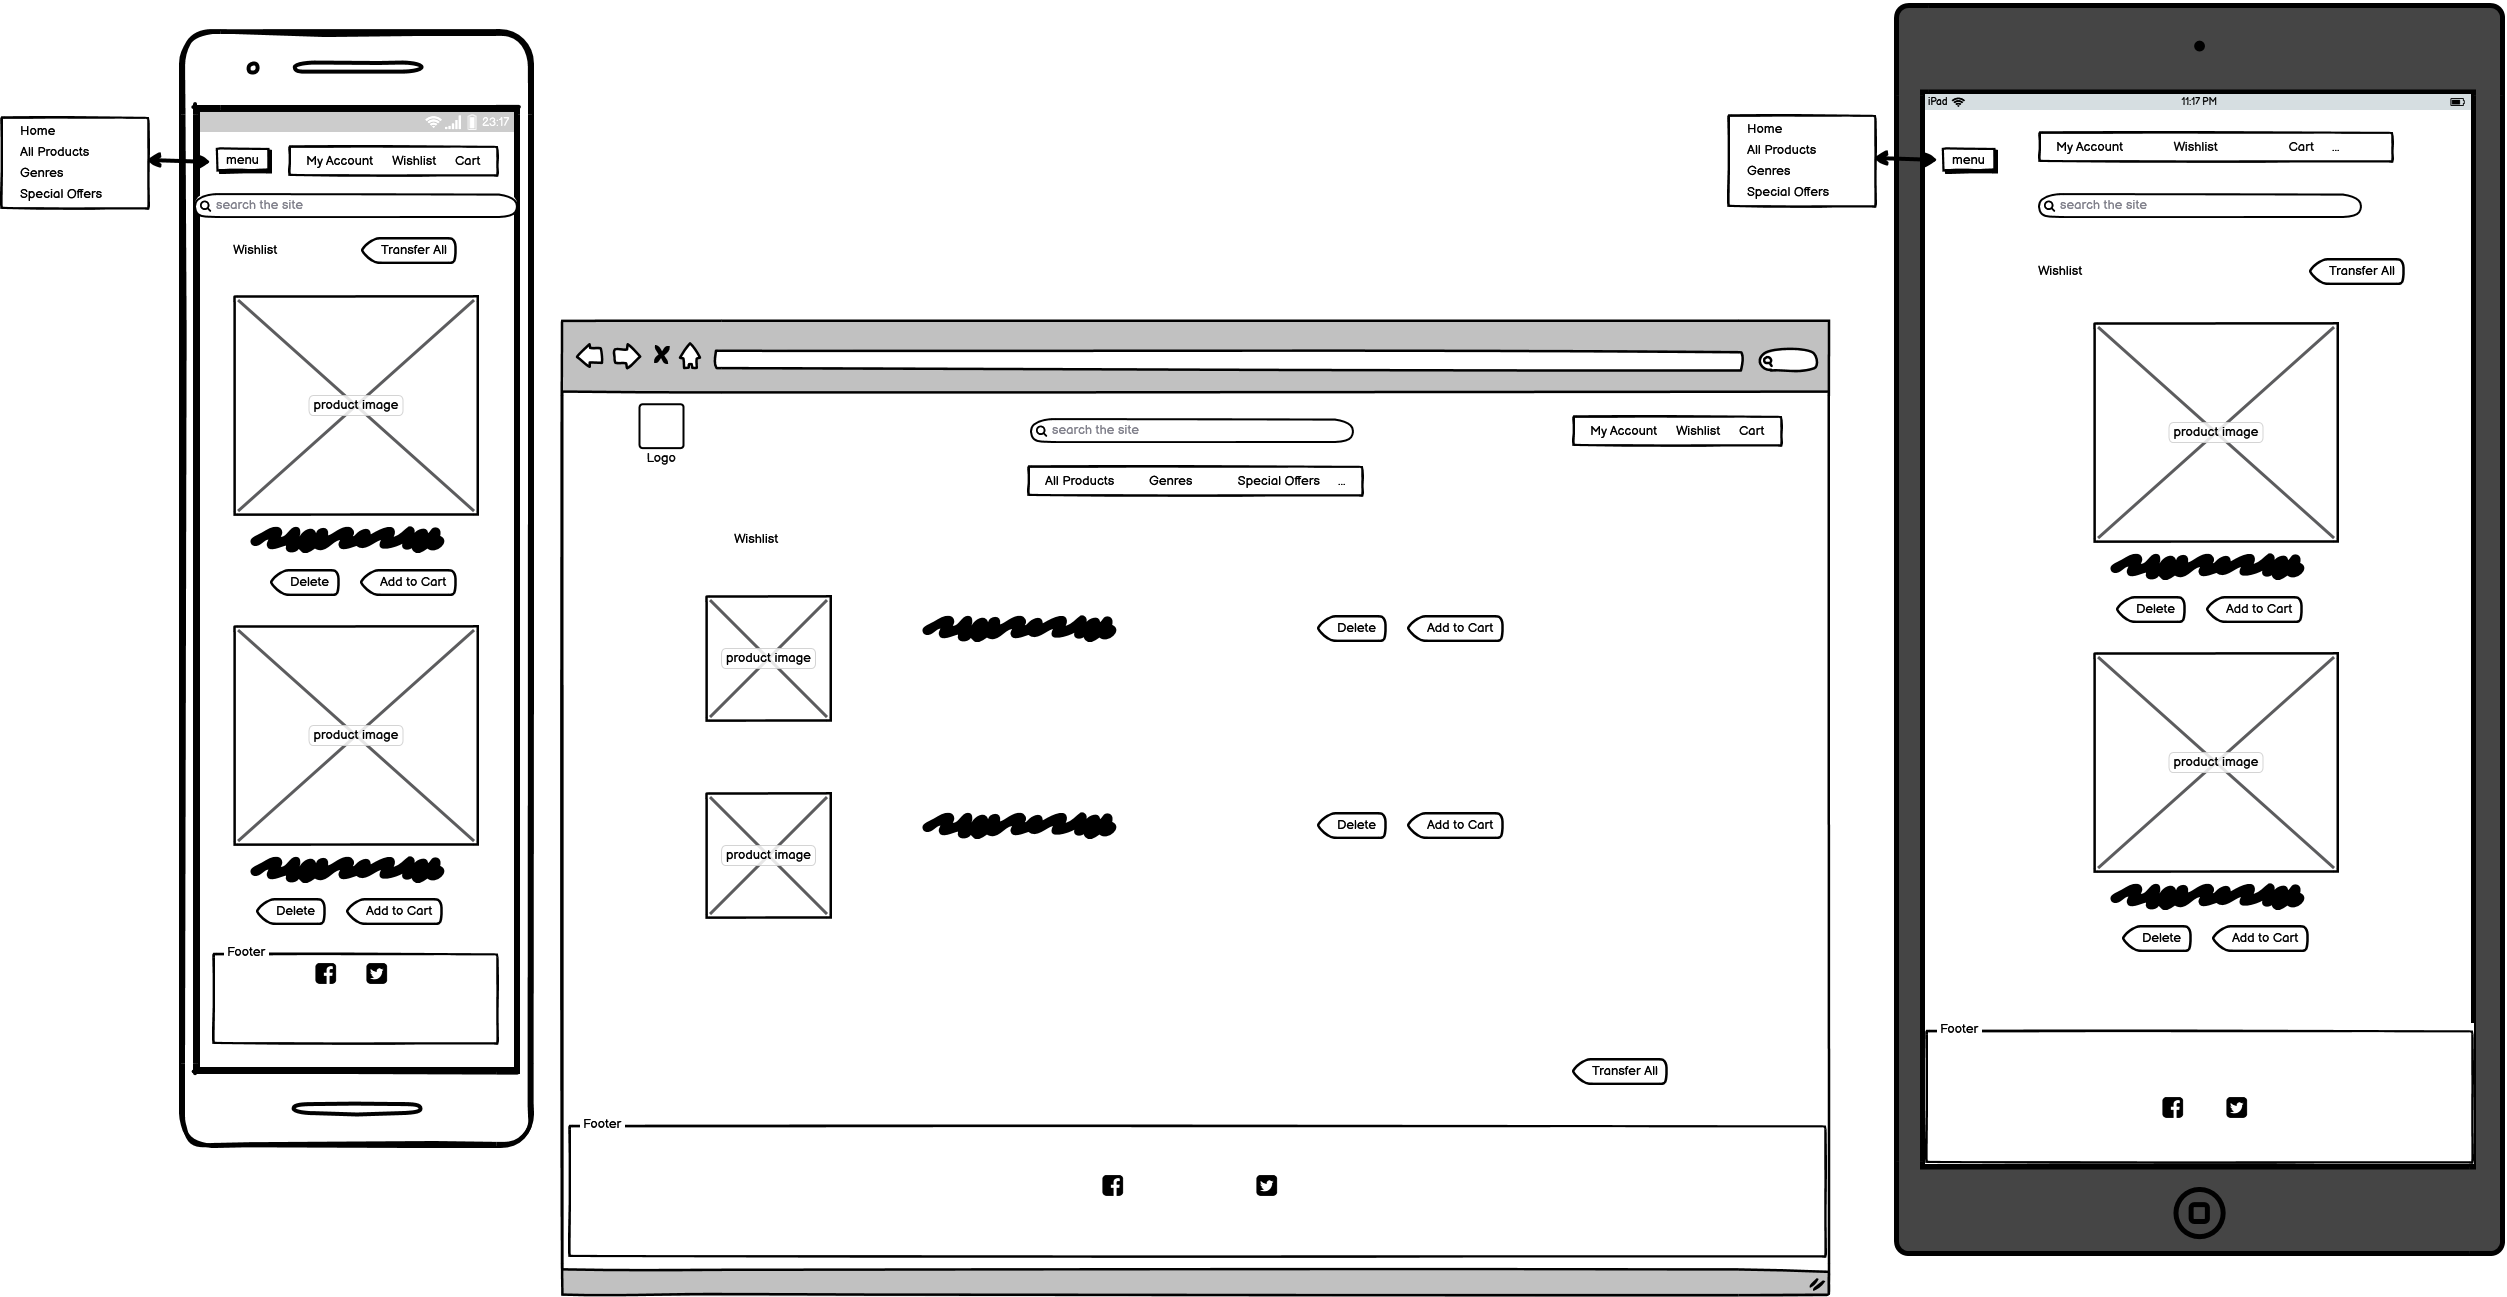 Home
All Products
Genres
Special Offers
23:17
menu
My Account Wishlist Cart
search the site
Wishlist
Transfer All
product image
Delete
Add to Cart
product image
Delete
Add to Cart
Footer
search the site
My Account Wishlist Cart
Logo
All Products Genres Special Offers ...
Wishlist
product image
Delete
Add to Cart
product image
Delete
Add to Cart
Transfer All
Footer
Home
All Products
Genres
Special Offers
iPad
11:17 PM
menu
My Account Wishlist Cart ...
search the site
Wishlist
Transfer All
product image
Delete
Add to Cart
product image
Delete
Add to Cart
Footer